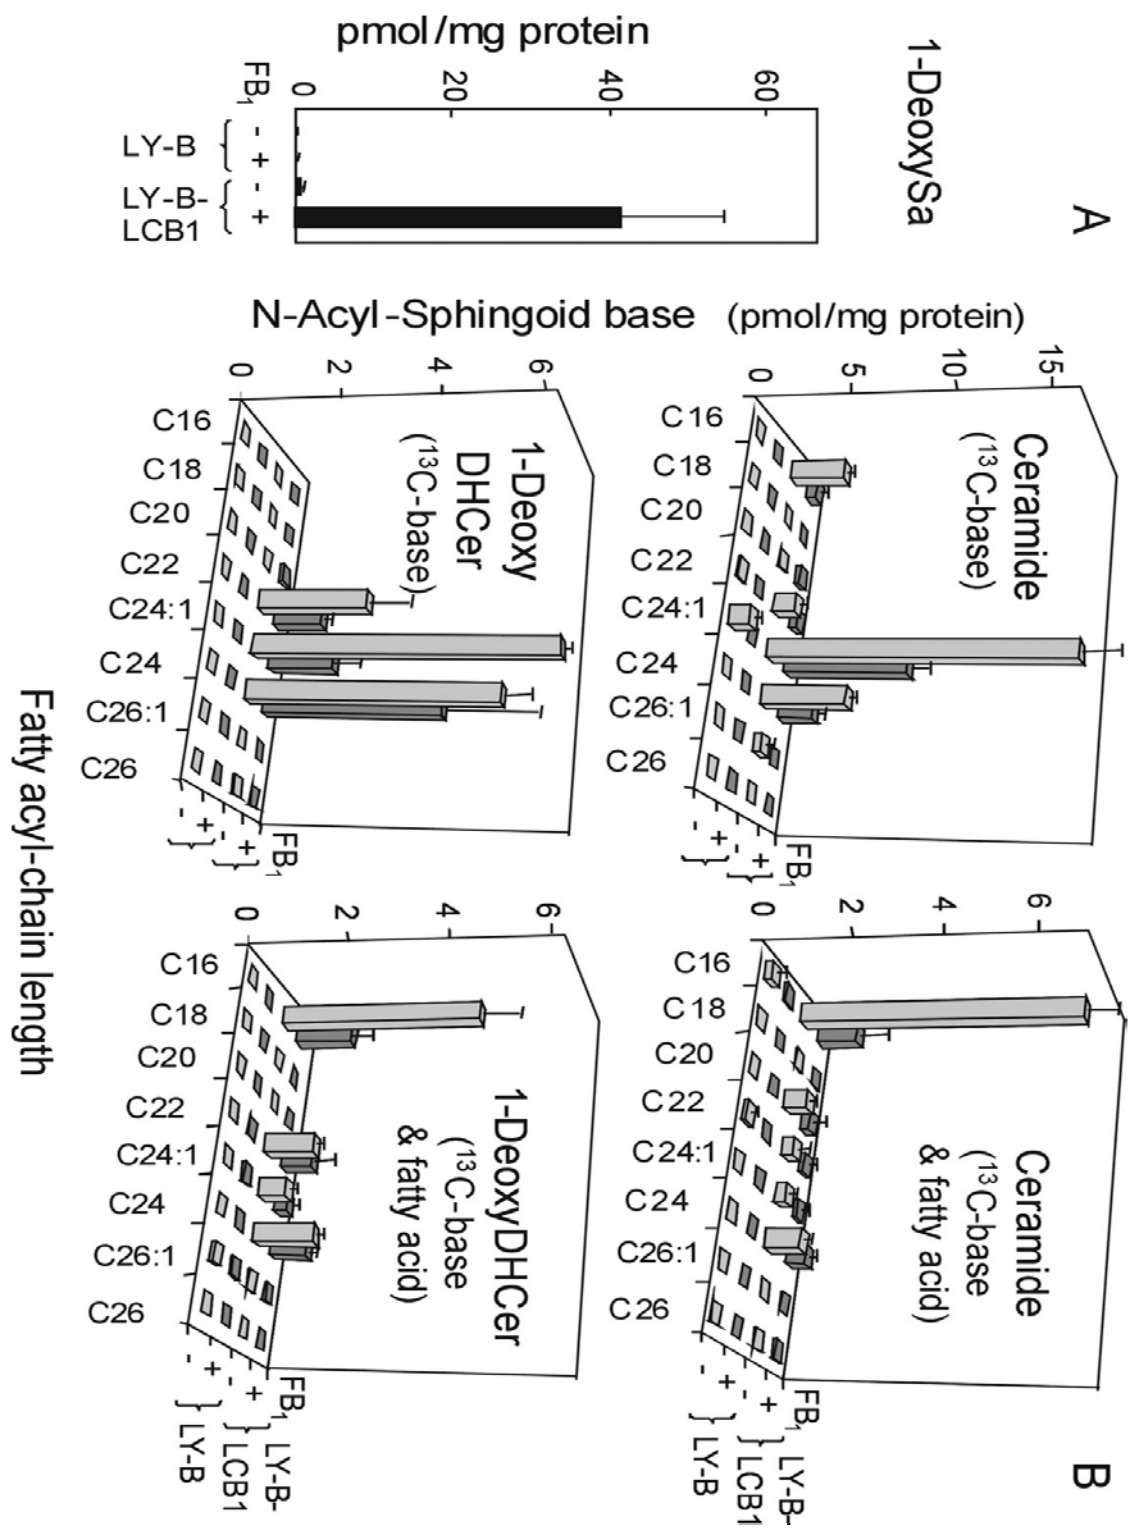 A
1-DeoxySa
pmol/mg protein
0
20
40
60
FB1
- + - +
LY-B
LY-B-
LCB1
B
N-Acyl-Sphingoid base (pmol/mg protein)
Ceramide
(13C-base)
0
5
10
15
C16
C18
C20
C22
C24:1
C24
C26:1
C26
- + - +
FB1
Ceramide
(13C-base
& fatty acid)
0
2
4
6
C16
C18
C20
C22
C24:1
C24
C26:1
C26
- + - +
FB1
LY-B
LY-B-
LCB1
1-Deoxy
DHCer
(13C-base)
0
2
4
6
C16
C18
C20
C22
C24:1
C24
C26:1
C26
- + - +
FB1
1-DeoxyDHCer
(13C-base
& fatty acid)
0
2
4
6
C16
C18
C20
C22
C24:1
C24
C26:1
C26
- + - +
FB1
LY-B
LY-B-
LCB1
Fatty acyl-chain length